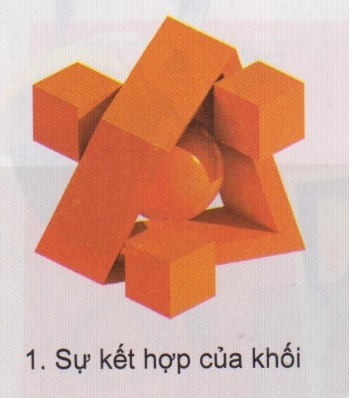 1. Sự kết hợp của khối